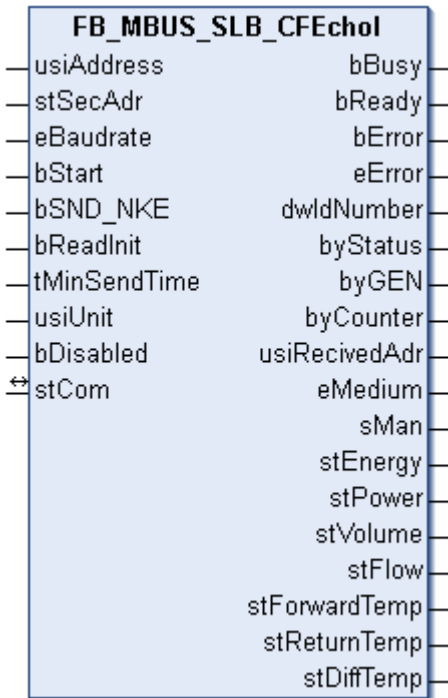 FB_MBUS_SLB_CFEchoI
usiAddress bBusy
stSecAdr bReady
eBaudrate bError
bStart eError
bSND_NKE dwIdNumber
bReadInit byStatus
tMinSendTime byGEN
usiUnit byCounter
bDisabled usiRecivedAdr
stCom eMedium
sMan
stEnergy
stPower
stVolume
stFlow
stForwardTemp
stReturnTemp
stDiffTemp